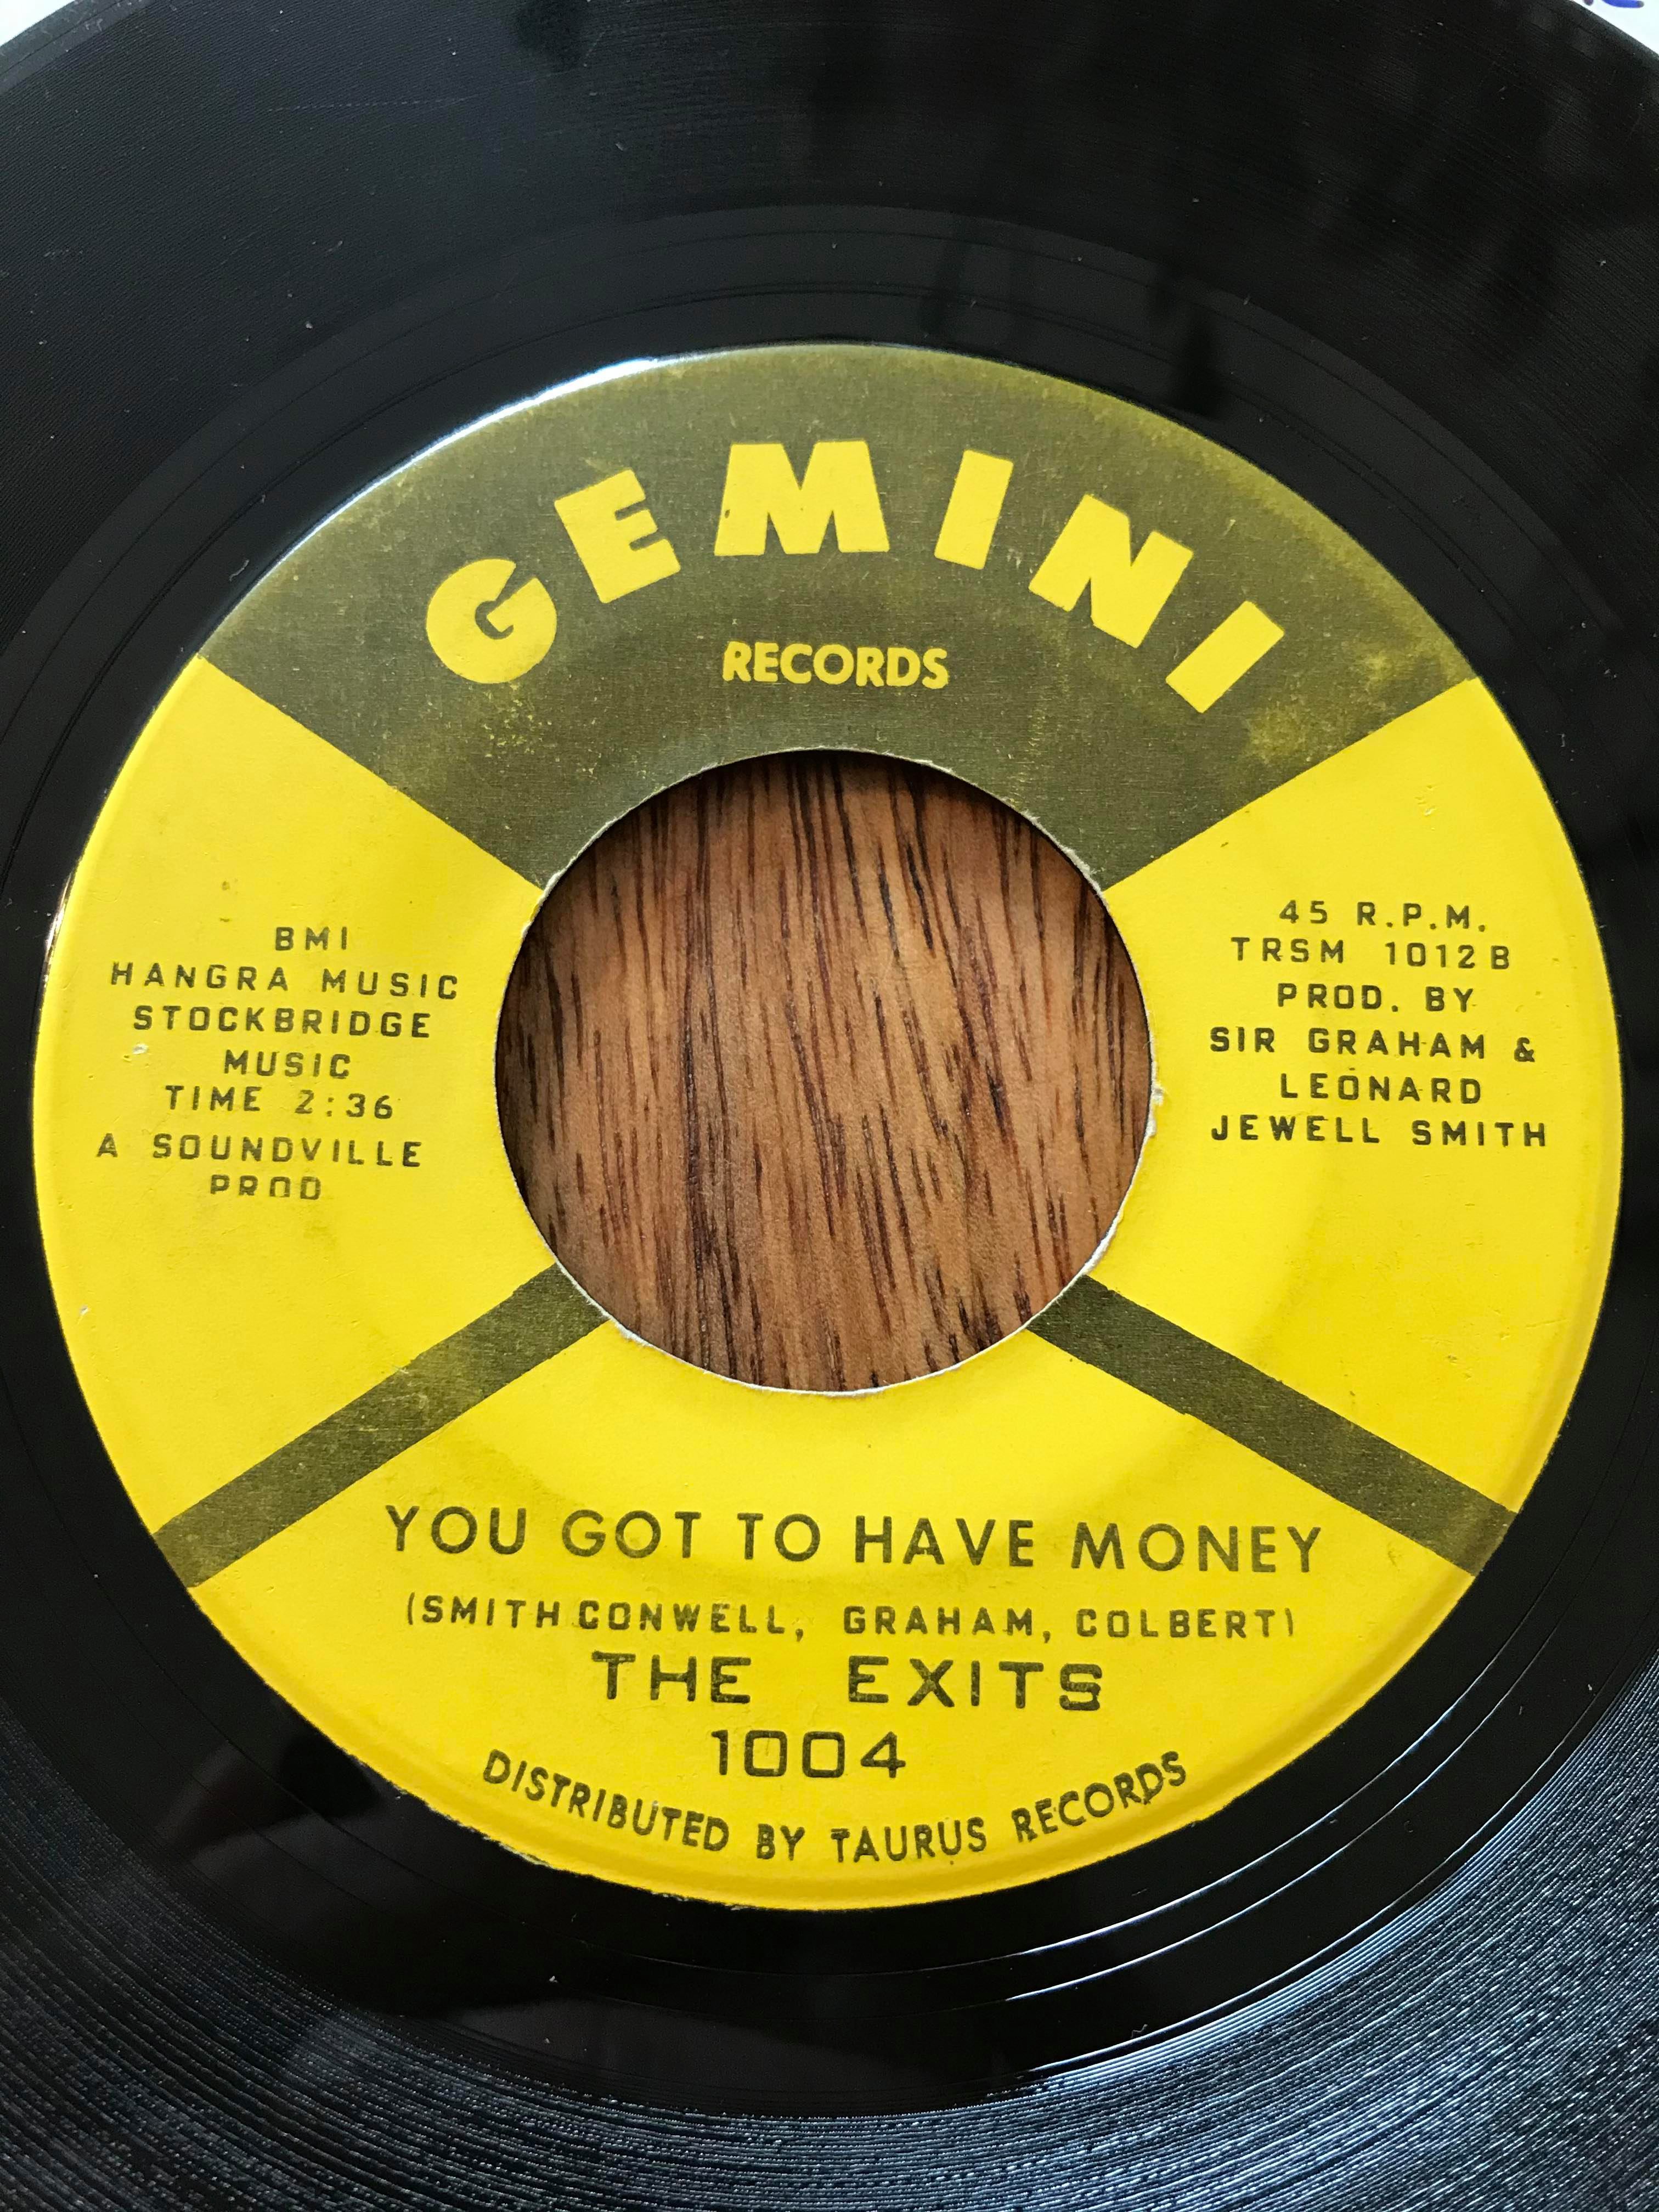 GEMINI
RECORDS
BMI
HANGRA MUSIC
STOCKBRIDGE
MUSIC
TIME 2:36
A SOUNDVILLE
PROD
45 R.P.M.
TRSM 1012B
PROD. BY
SIR GRAHAM &
LEONARD
JEWELL SMITH
YOU GOT TO HAVE MONEY
(SMITH CONWELL, GRAHAM, COLBERT)
THE EXITS
1004
DISTRIBUTED BY TAURUS RECORDS